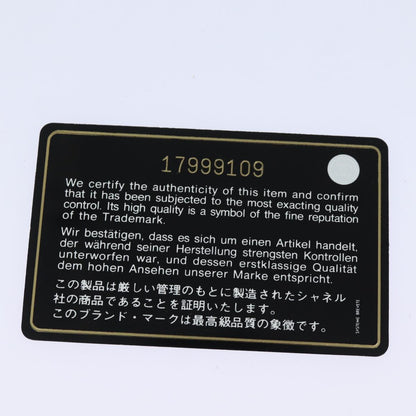 17999109
We certify the authenticity of this item and confirm
that it has been subjected to the most exacting quality
control. Its high quality is a symbol of the fine reputation
of the Trademark.
Wir bestätigen, dass es sich um einen Artikel handelt,
der während seiner Herstellung strengsten Kontrollen
unterworfen war, und dessen erstklassige Qualität
dem hohen Ansehen unserer Marke entspricht.
この製品は厳しい管理のもとに製造されたシャネル
社の商品であることを証明いたします。
このブランド・マークは最高級品質の象徴です。